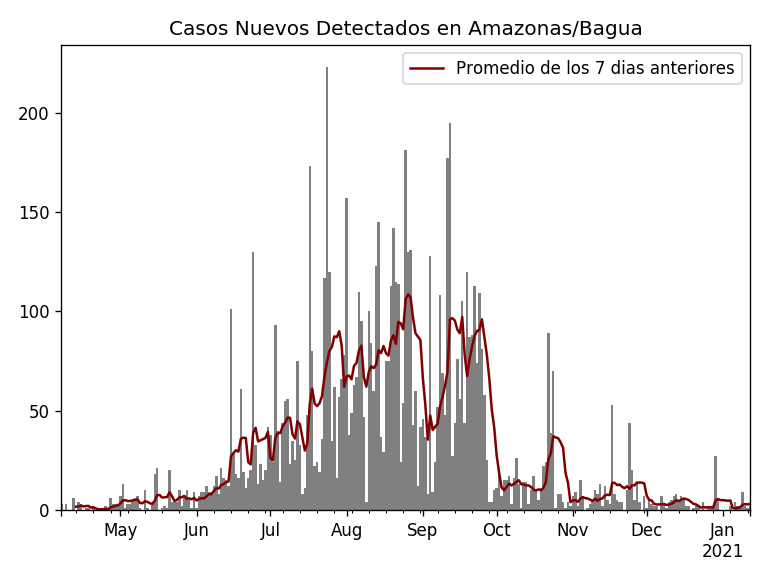 Casos Nuevos Detectados en Amazonas/Bagua
Promedio de los 7 dias anteriores
200
150
100
50
0
May Jun Jul Aug Sep Oct Nov Dec Jan
2021